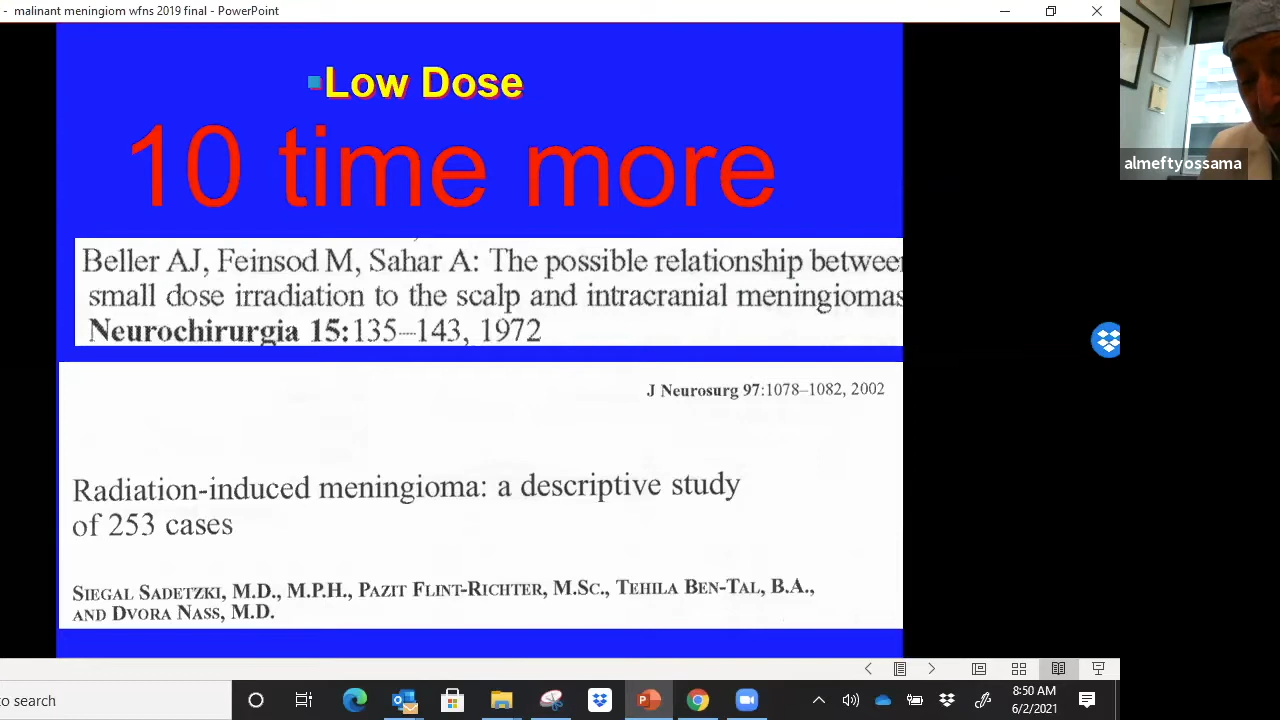 - malinant meningiom wfns 2019 final - PowerPoint
Low Dose
10 time more
Beller AJ, Feinsod M, Sahar A: The possible relationship between
small dose irradiation to the scalp and intracranial meningiomas
Neurochirurgia 15:135–143, 1972
J Neurosurg 97:1078–1082, 2002
Radiation-induced meningioma: a descriptive study
of 253 cases
SIEGAL SADETZKI, M.D., M.P.H., PAZIT FLINT-RICHTER, M.SC., TEHILA BEN-TAL, B.A.,
AND DVORA NASS, M.D.
almeftyossama
to search
8:50 AM
6/2/2021